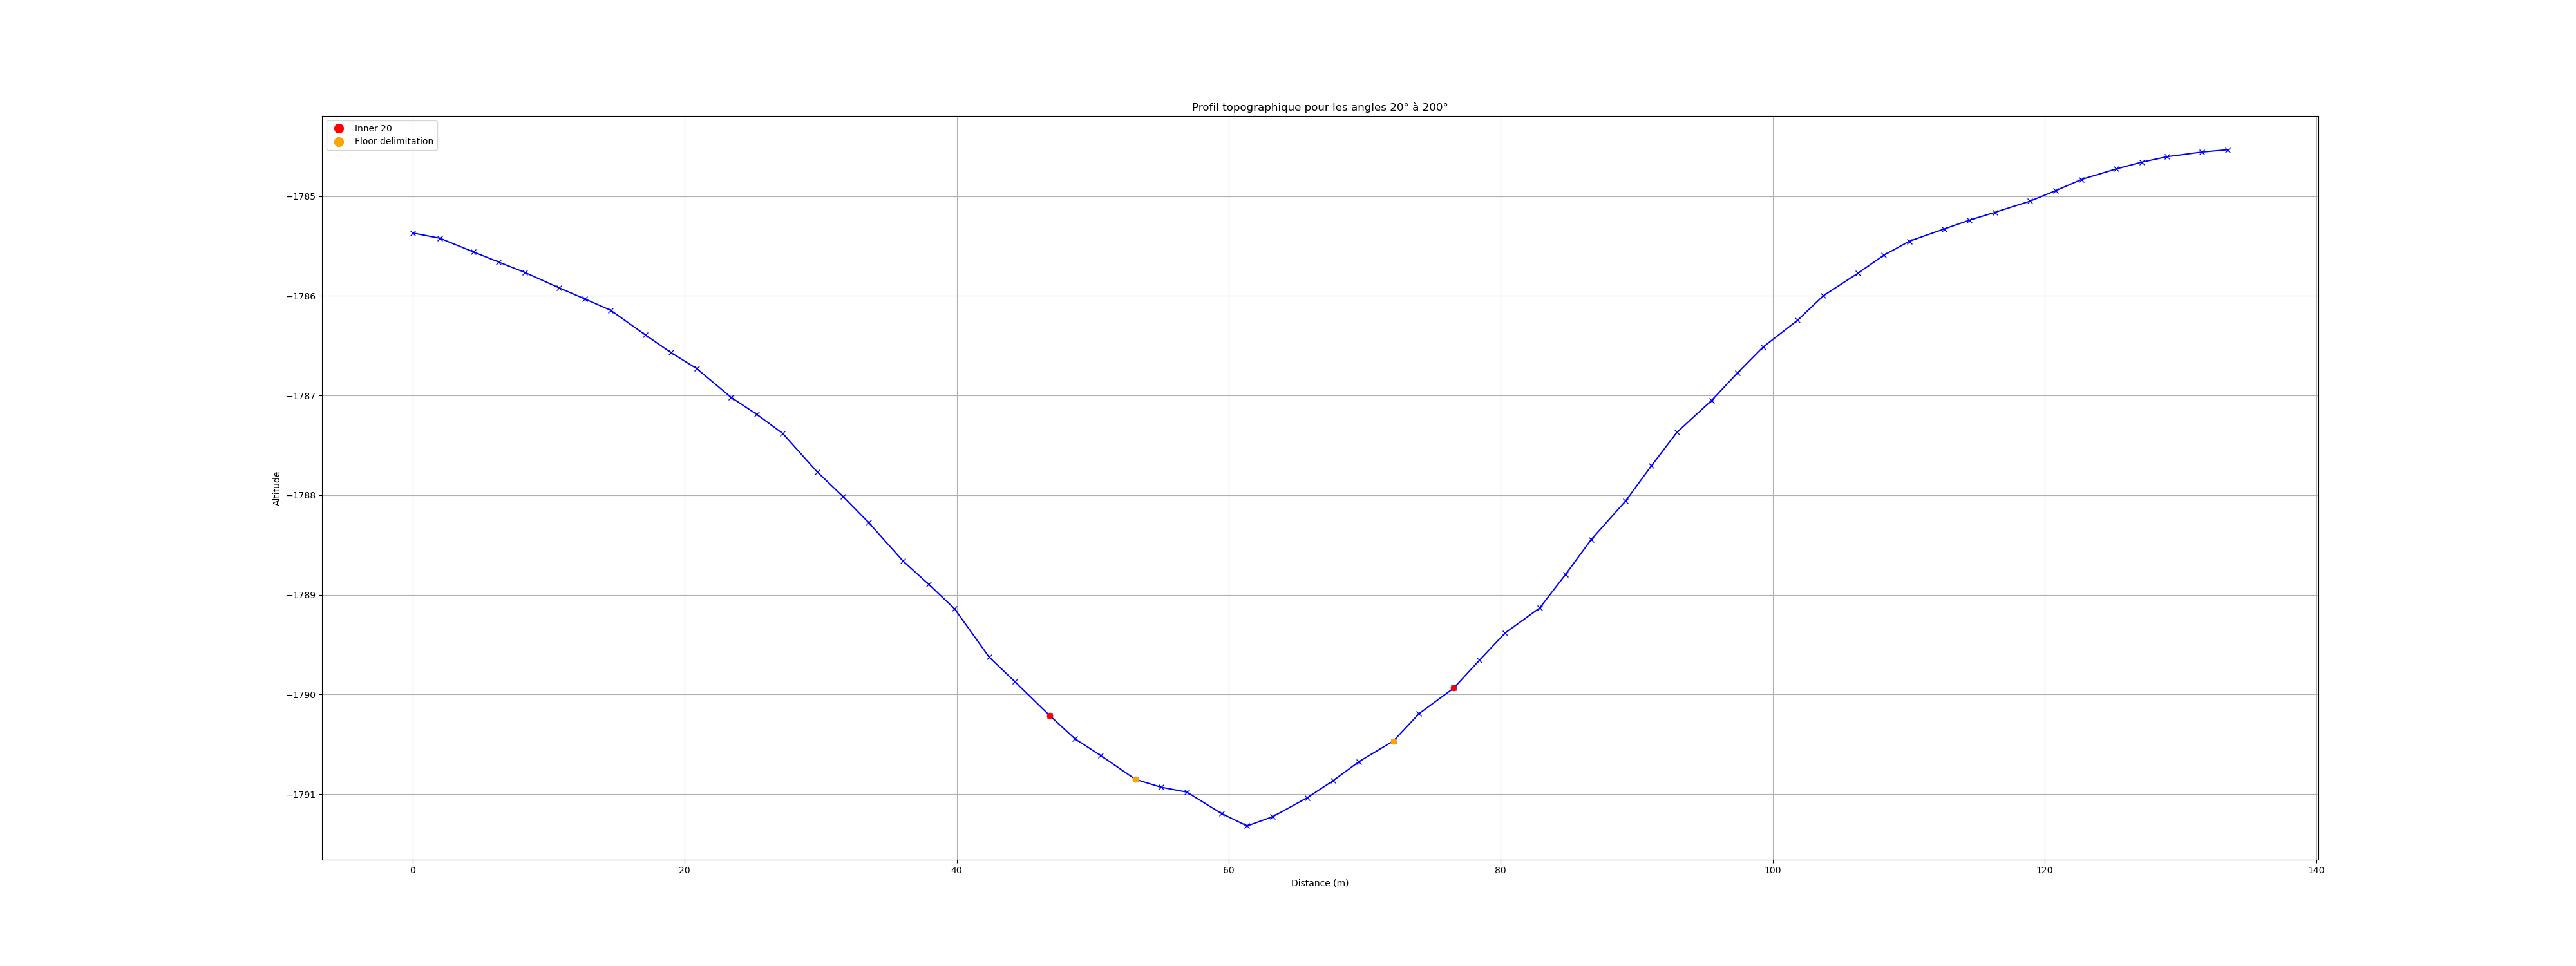 Profil topographique pour les angles 20° à 200°
Inner 20
Floor delimitation
−1785
−1786
−1787
−1788
−1789
−1790
−1791
Altitude
0 20 40 60 80 100 120 140
Distance (m)